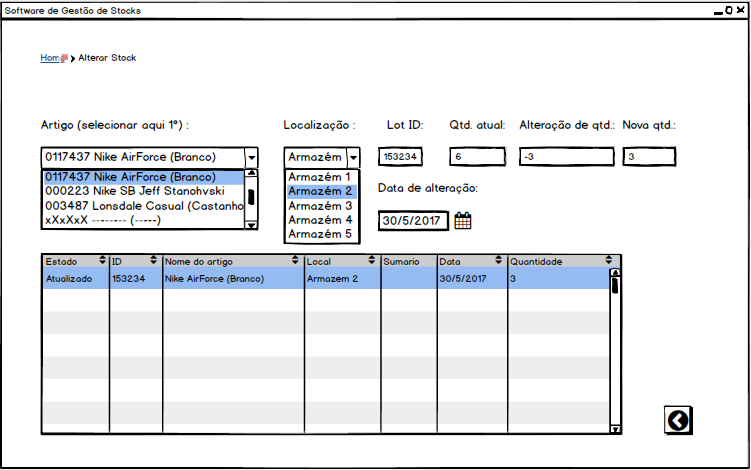 Software de Gestão de Stocks
Home > Alterar Stock
Artigo (selecionar aqui 1º) :
Localização :
Lot ID:
Qtd. atual:
Alteração de qtd.:
Nova qtd.:
0117437 Nike AirForce (Branco)
Armazém
153234
6
-3
3
0117437 Nike AirForce (Branco)
000223 Nike SB Jeff Stanohvski
003487 Lonsdale Casual (Castanho
xXxXxX -------- (-----)
Armazém 1
Armazém 2
Armazém 3
Armazém 4
Armazém 5
Data de alteração:
30/5/2017
Estado ID Nome do artigo Local Sumario Data Quantidade
Atualizado 153234 Nike AirForce (Branco) Armazem 2 30/5/2017 3